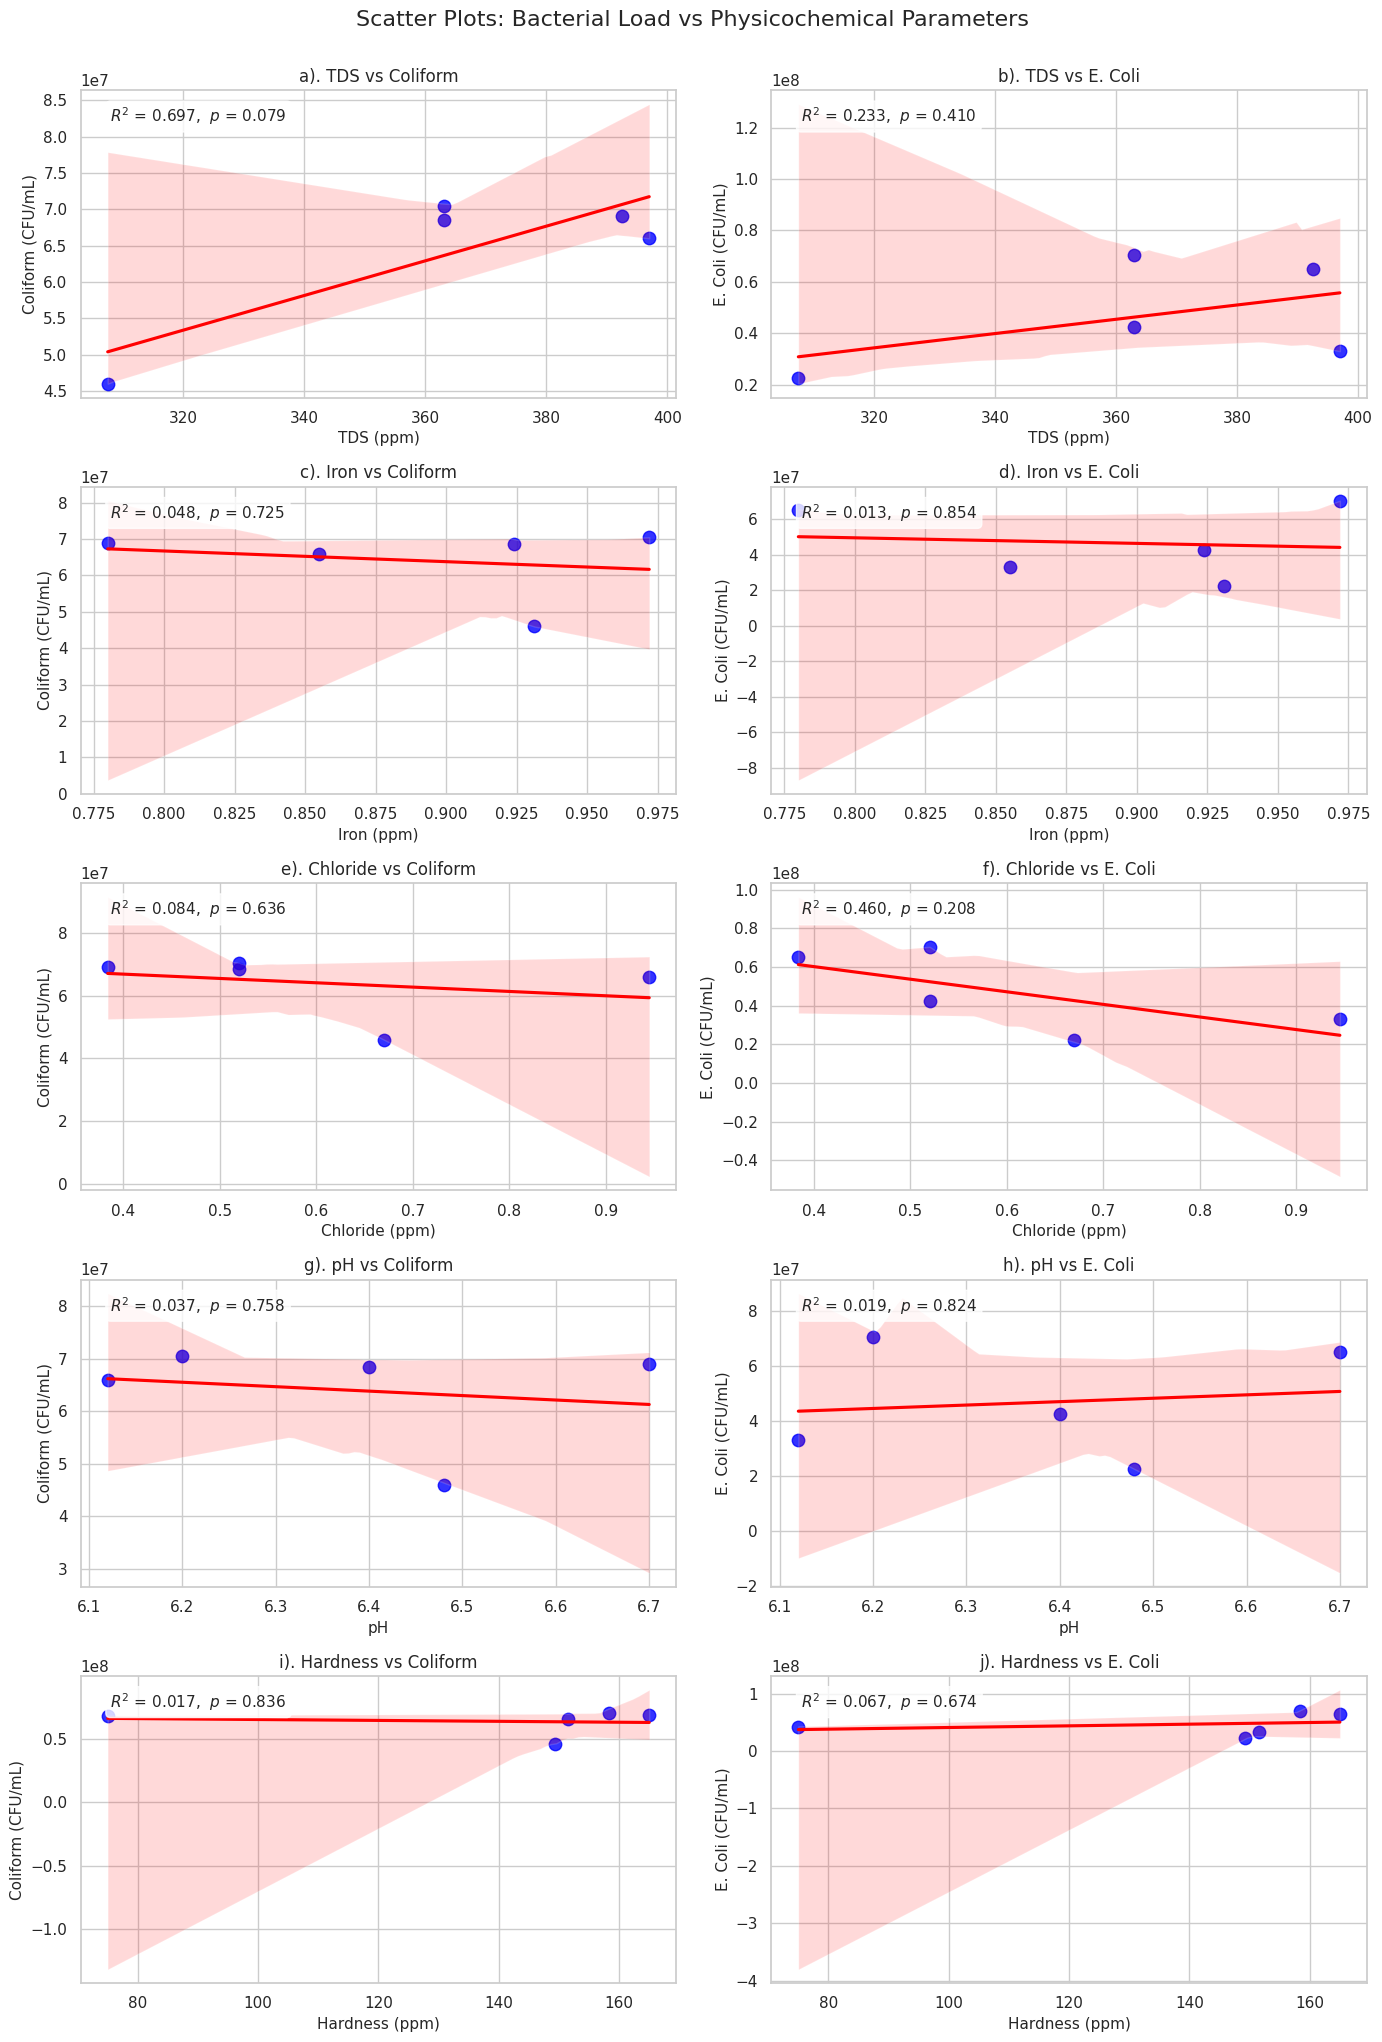 Scatter Plots: Bacterial Load vs Physicochemical Parameters
a). TDS vs Coliform
1e7
R² = 0.697, p = 0.079
Coliform (CFU/mL)
8.5
8.0
7.5
7.0
6.5
6.0
5.5
5.0
4.5
320 340 360 380 400
TDS (ppm)
b). TDS vs E. Coli
1e8
R² = 0.233, p = 0.410
E. Coli (CFU/mL)
1.2
1.0
0.8
0.6
0.4
0.2
320 340 360 380 400
TDS (ppm)
c). Iron vs Coliform
1e7
R² = 0.048, p = 0.725
Coliform (CFU/mL)
8
7
6
5
4
3
2
1
0
0.775 0.800 0.825 0.850 0.875 0.900 0.925 0.950 0.975
Iron (ppm)
d). Iron vs E. Coli
1e7
R² = 0.013, p = 0.854
E. Coli (CFU/mL)
6
4
2
0
−2
−4
−6
−8
0.775 0.800 0.825 0.850 0.875 0.900 0.925 0.950 0.975
Iron (ppm)
e). Chloride vs Coliform
1e7
R² = 0.084, p = 0.636
Coliform (CFU/mL)
8
6
4
2
0
0.4 0.5 0.6 0.7 0.8 0.9
Chloride (ppm)
f). Chloride vs E. Coli
1e8
R² = 0.460, p = 0.208
E. Coli (CFU/mL)
1.0
0.8
0.6
0.4
0.2
0.0
−0.2
−0.4
0.4 0.5 0.6 0.7 0.8 0.9
Chloride (ppm)
g). pH vs Coliform
1e7
R² = 0.037, p = 0.758
Coliform (CFU/mL)
8
7
6
5
4
3
6.1 6.2 6.3 6.4 6.5 6.6 6.7
pH
h). pH vs E. Coli
1e7
R² = 0.019, p = 0.824
E. Coli (CFU/mL)
8
6
4
2
0
−2
6.1 6.2 6.3 6.4 6.5 6.6 6.7
pH
i). Hardness vs Coliform
1e8
R² = 0.017, p = 0.836
Coliform (CFU/mL)
0.5
0.0
−0.5
−1.0
80 100 120 140 160
Hardness (ppm)
j). Hardness vs E. Coli
1e8
R² = 0.067, p = 0.674
E. Coli (CFU/mL)
1
0
−1
−2
−3
−4
80 100 120 140 160
Hardness (ppm)